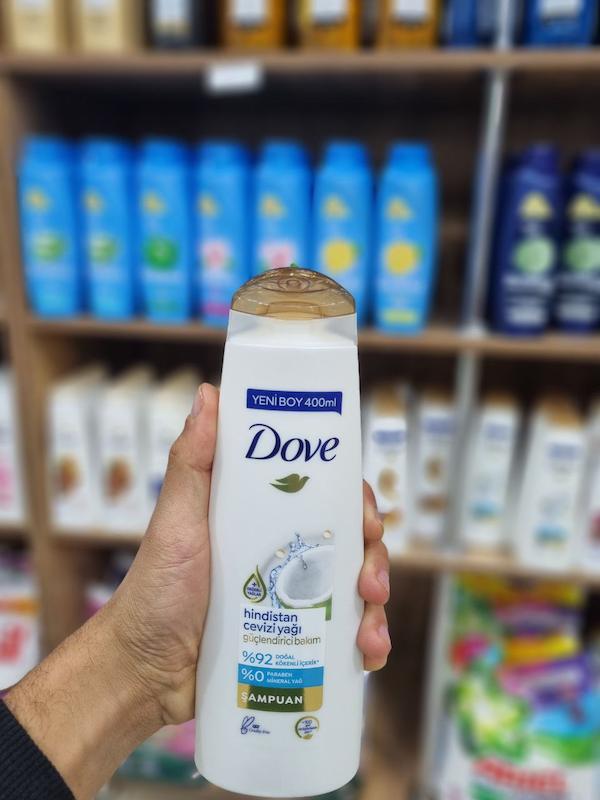 YENİ BOY 400ml
Dove
hindistan
cevizi yağı
güçlendirici bakım
%92 DOĞAL
KÖKENLİ İÇERİK*
%0 PARABEN
MİNERAL YAĞ
ŞAMPUAN